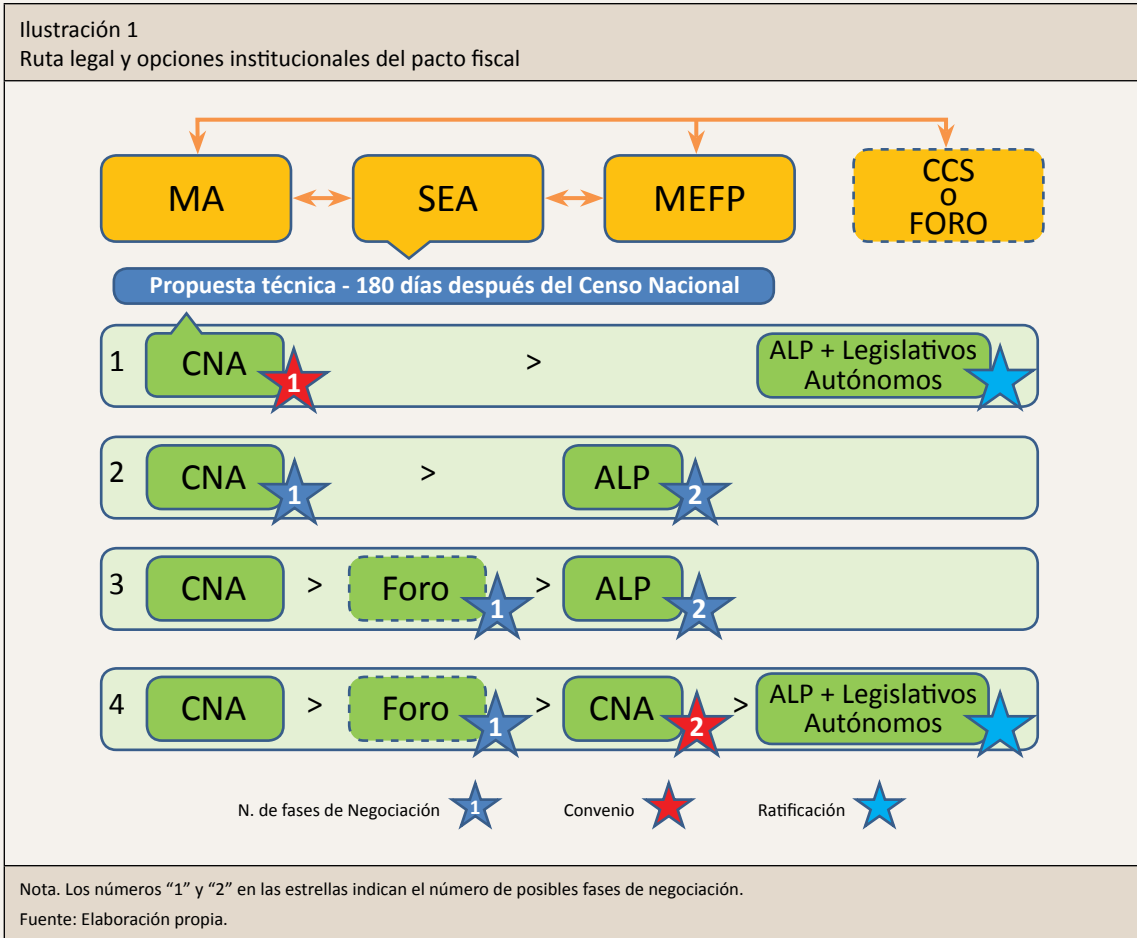 Ilustración 1
Ruta legal y opciones institucionales del pacto fiscal
MA
SEA
MEFP
CCS
o
FORO
Propuesta técnica - 180 días después del Censo Nacional
1
CNA
1
>
ALP + Legislativos
Autónomos
2
CNA
1
>
ALP
2
3
CNA
>
Foro
1
>
ALP
2
4
CNA
>
Foro
1
>
CNA
2
>
ALP + Legislativos
Autónomos
N. de fases de Negociación
1
Convenio
Ratificación
Nota. Los números “1” y “2” en las estrellas indican el número de posibles fases de negociación.
Fuente: Elaboración propia.